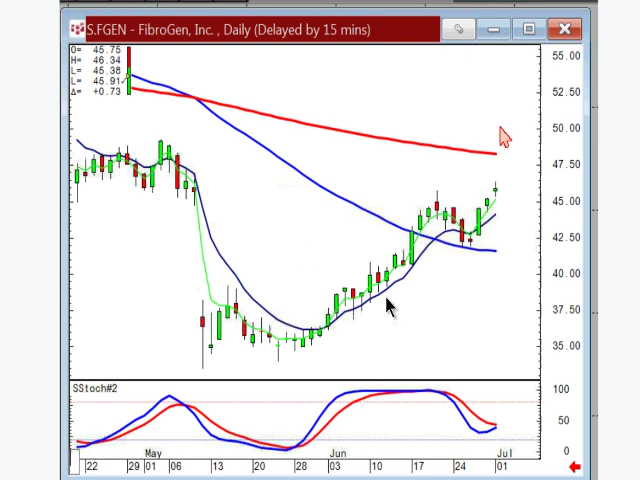 S.FGEN - FibroGen, Inc. , Daily (Delayed by 15 mins)
O= 45.75
H= 46.34
L= 45.38
L= 45.91
Δ= +0.73
55.00
52.50
50.00
47.50
45.00
42.50
40.00
37.50
35.00
SStoch#2
100
50
0
May Jun Jul
22 29 01 06 13 20 28 03 10 17 24 01